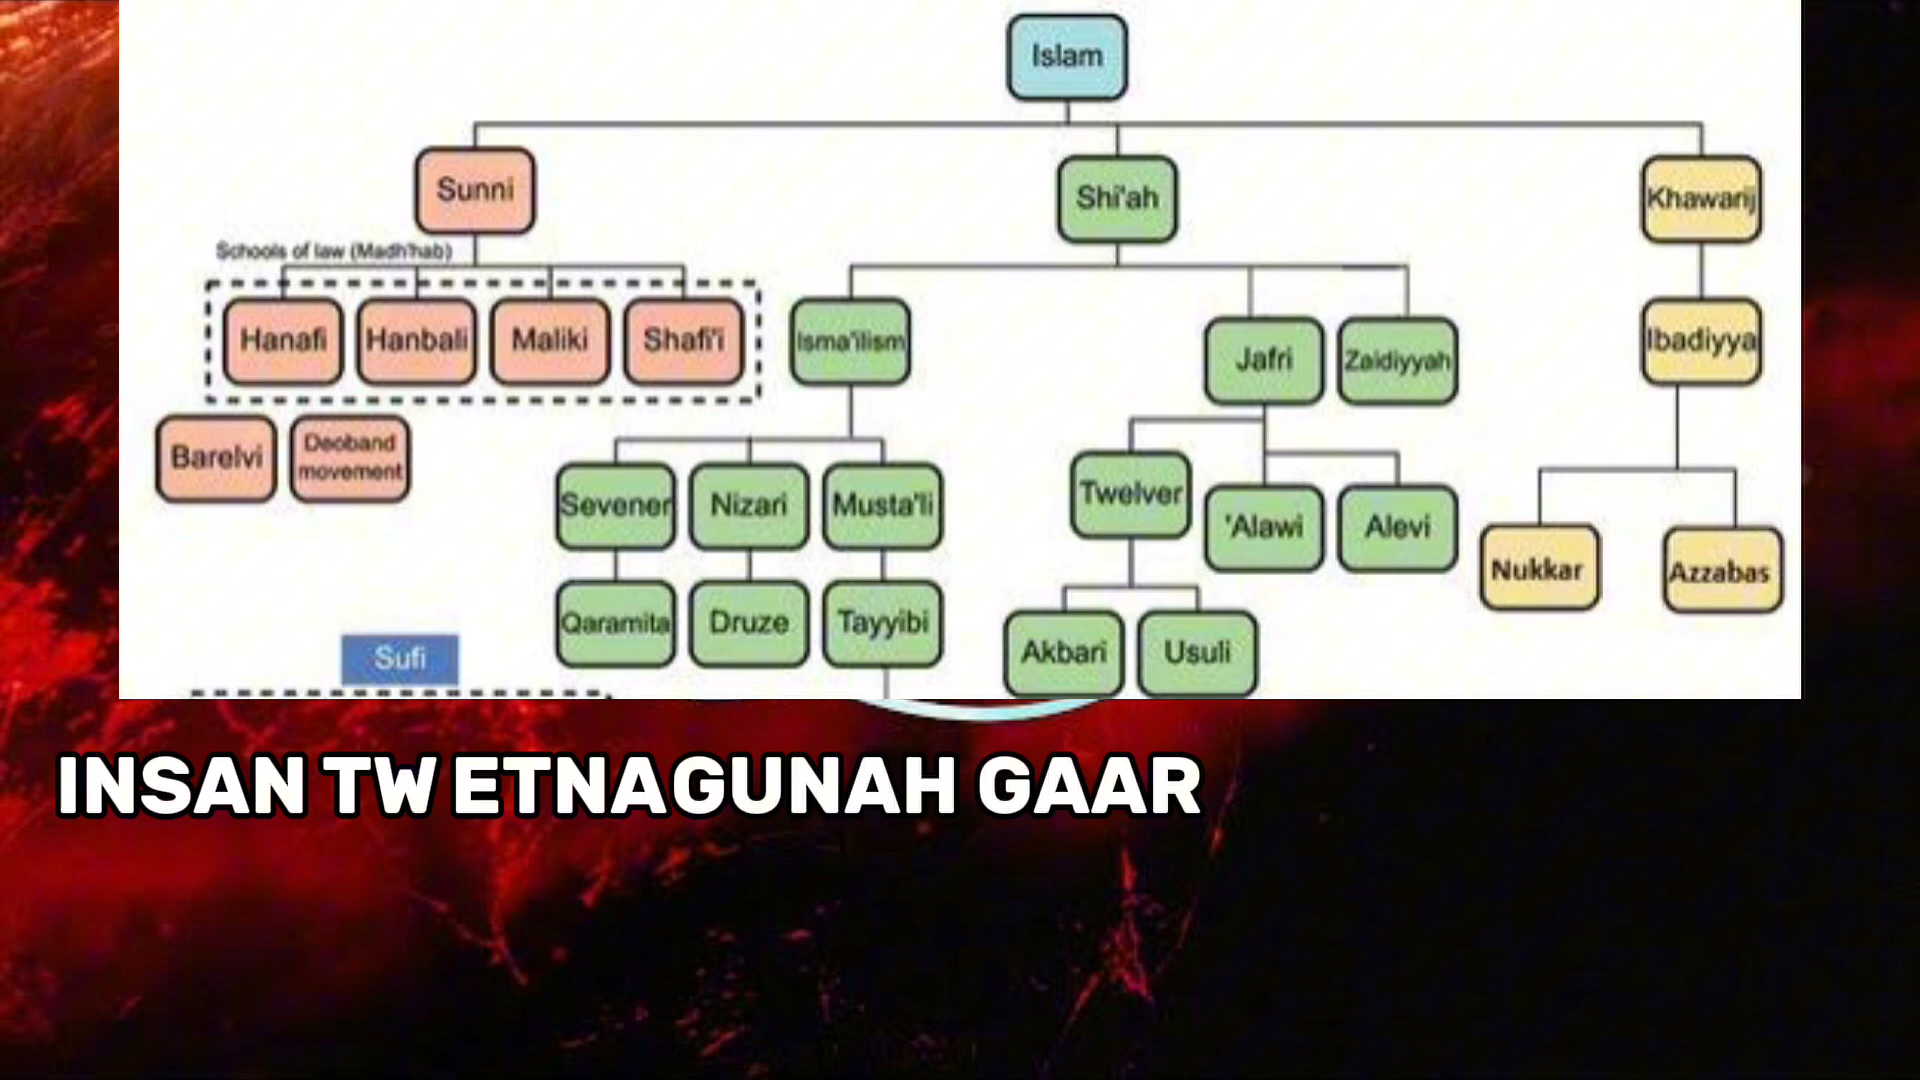 Islam
Sunni
Shi'ah
Khawarij
Schools of law (Madh'hab)
Hanafi
Hanbali
Maliki
Shafi'i
Isma'ilism
Jafri
Zaidiyyah
Ibadiyya
Barelvi
Deoband
movement
Sevener
Nizari
Musta'li
Twelver
'Alawi
Alevi
Nukkar
Azzabas
Qaramita
Druze
Tayyibi
Akbari
Usuli
Sufi
INSAN TW ETNAGUNAH GAAR